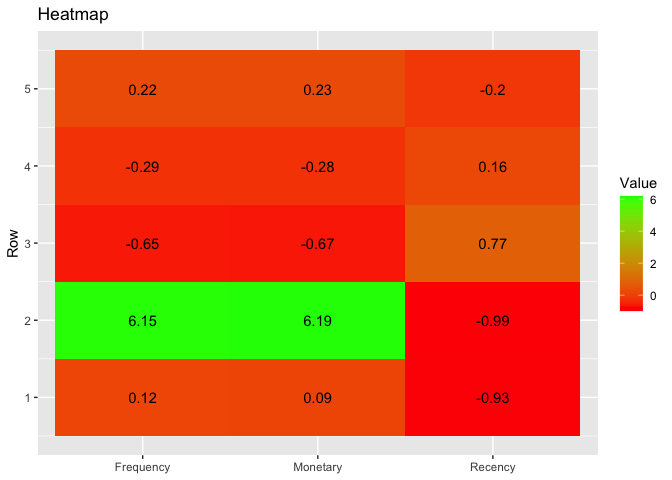 Heatmap
5 0.22 0.23 -0.2
4 -0.29 -0.28 0.16
3 -0.65 -0.67 0.77
2 6.15 6.19 -0.99
1 0.12 0.09 -0.93
Row
Frequency Monetary Recency
Value
6
4
2
0